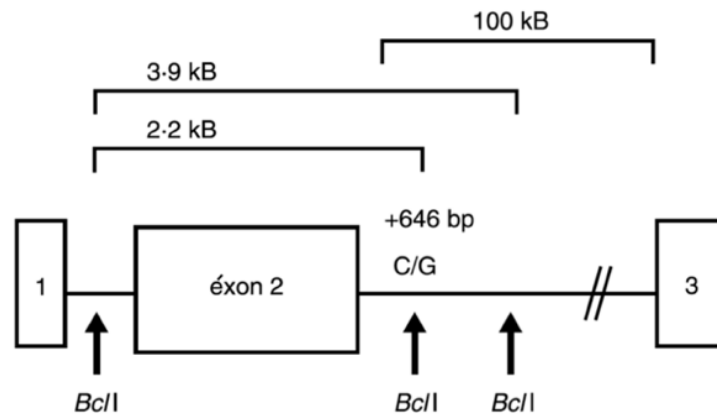 100 kB
3·9 kB
2·2 kB
+646 bp
C/G
1
éxon 2
3
BclI
BclI
BclI